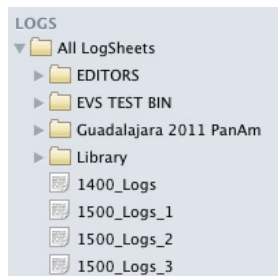 LOGS
All LogSheets
EDITORS
EVS TEST BIN
Guadalajara 2011 PanAm
Library
1400_Logs
1500_Logs_1
1500_Logs_2
1500_Logs_3